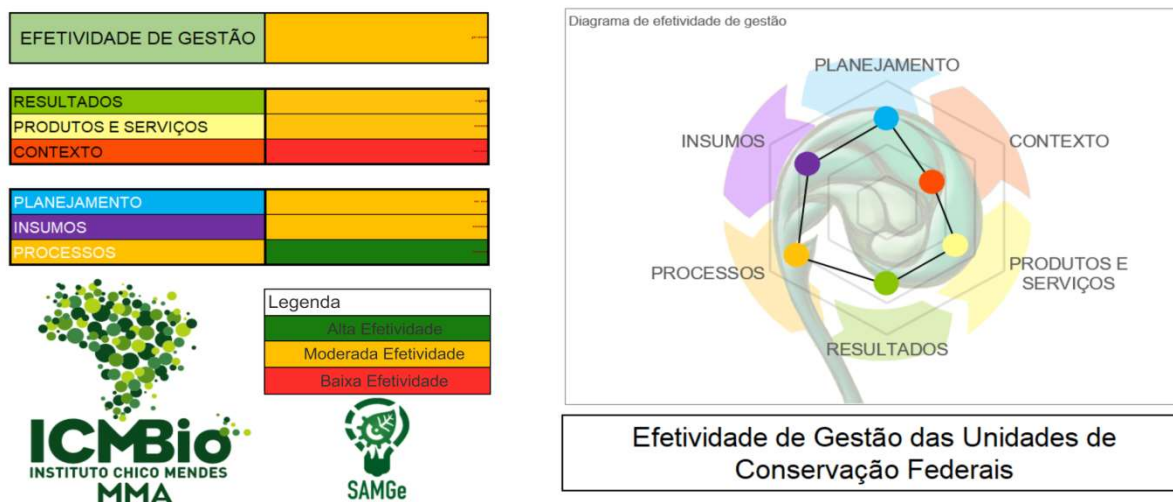 EFETIVIDADE DE GESTÃO
RESULTADOS
PRODUTOS E SERVIÇOS
CONTEXTO
PLANEJAMENTO
INSUMOS
PROCESSOS
Legenda
Alta Efetividade
Moderada Efetividade
Baixa Efetividade
ICMBio
INSTITUTO CHICO MENDES
MMA
SAMGe
Diagrama de efetividade de gestão
PLANEJAMENTO
INSUMOS
CONTEXTO
PROCESSOS
PRODUTOS E
SERVIÇOS
RESULTADOS
Efetividade de Gestão das Unidades de
Conservação Federais